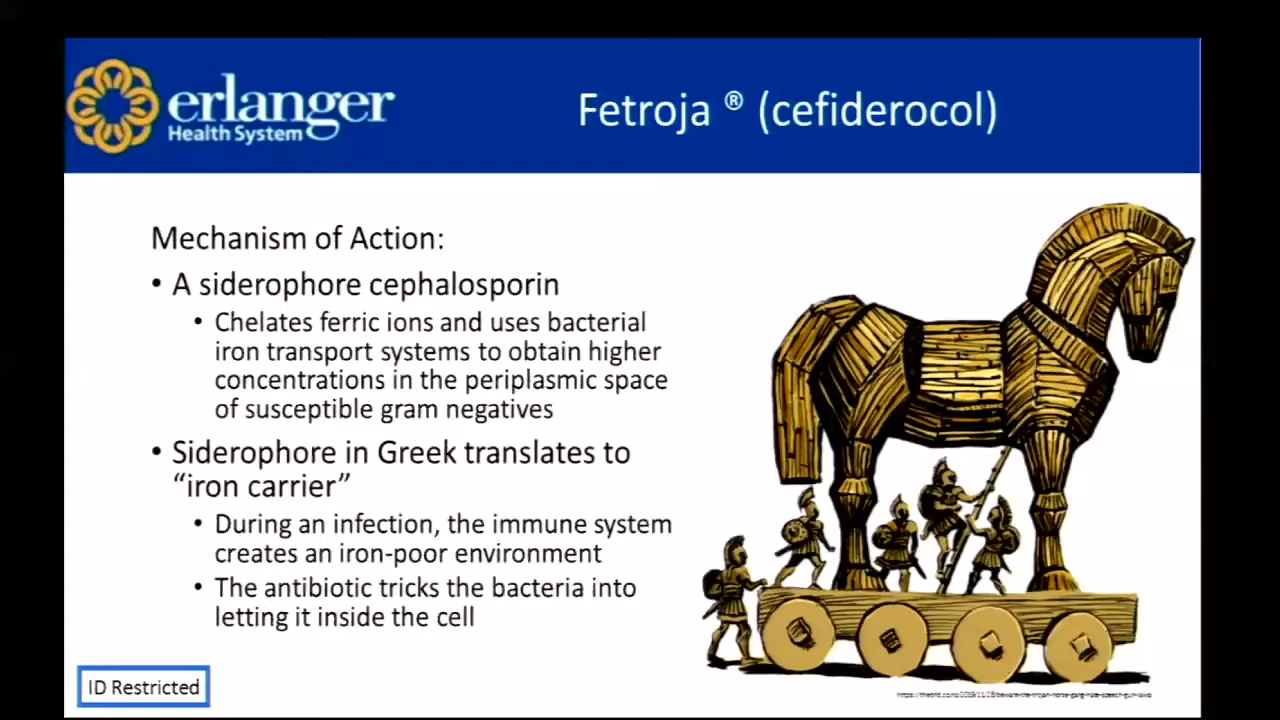 erlanger
Health System
Fetroja ® (cefiderocol)
Mechanism of Action:
• A siderophore cephalosporin
• Chelates ferric ions and uses bacterial
iron transport systems to obtain higher
concentrations in the periplasmic space
of susceptible gram negatives
• Siderophore in Greek translates to
“iron carrier”
• During an infection, the immune system
creates an iron-poor environment
• The antibiotic tricks the bacteria into
letting it inside the cell
ID Restricted